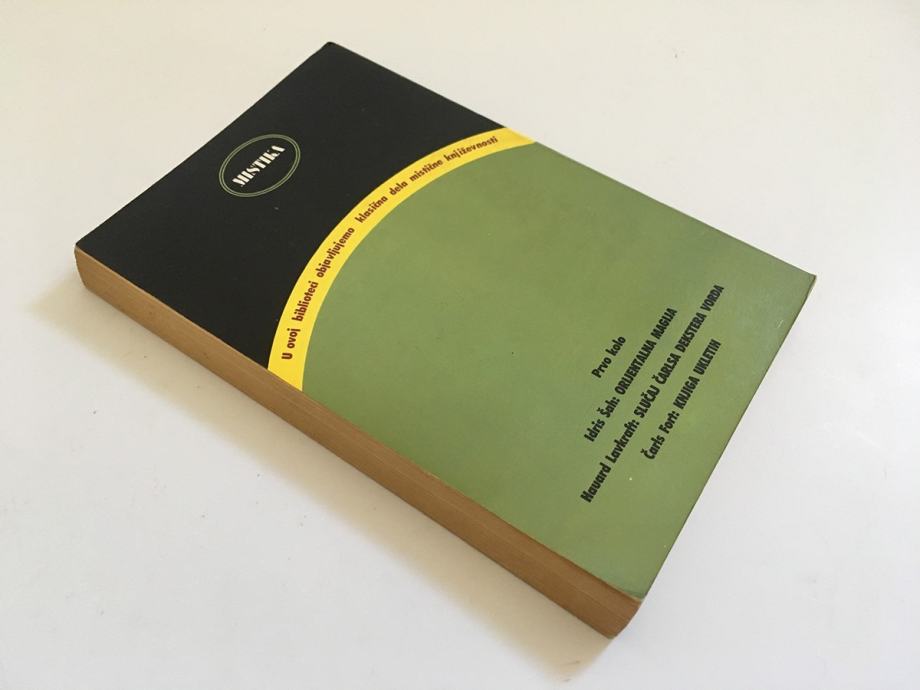 MISTIKA
U ovoj biblioteci objavljujemo klasična dela mistične književnosti
Prvo kolo
Idris Šah: ORIJENTALNA MAGIJA
Hauard Lavkraft: SLUČAJ ČARLSA DEKSTERA VORDA
Čarls Fort: KNJIGA UKLETIH